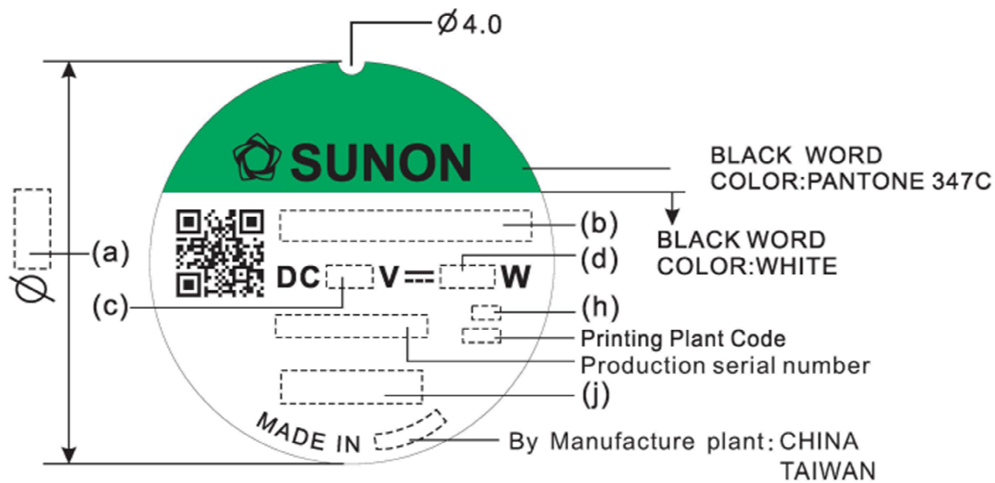 Ø4.0
SUNON
BLACK WORD
COLOR:PANTONE 347C
BLACK WORD
COLOR:WHITE
(a)
Ø
(b)
(d)
DC V⎓ W
(c)
(h)
Printing Plant Code
Production serial number
(j)
MADE IN
By Manufacture plant: CHINA
TAIWAN